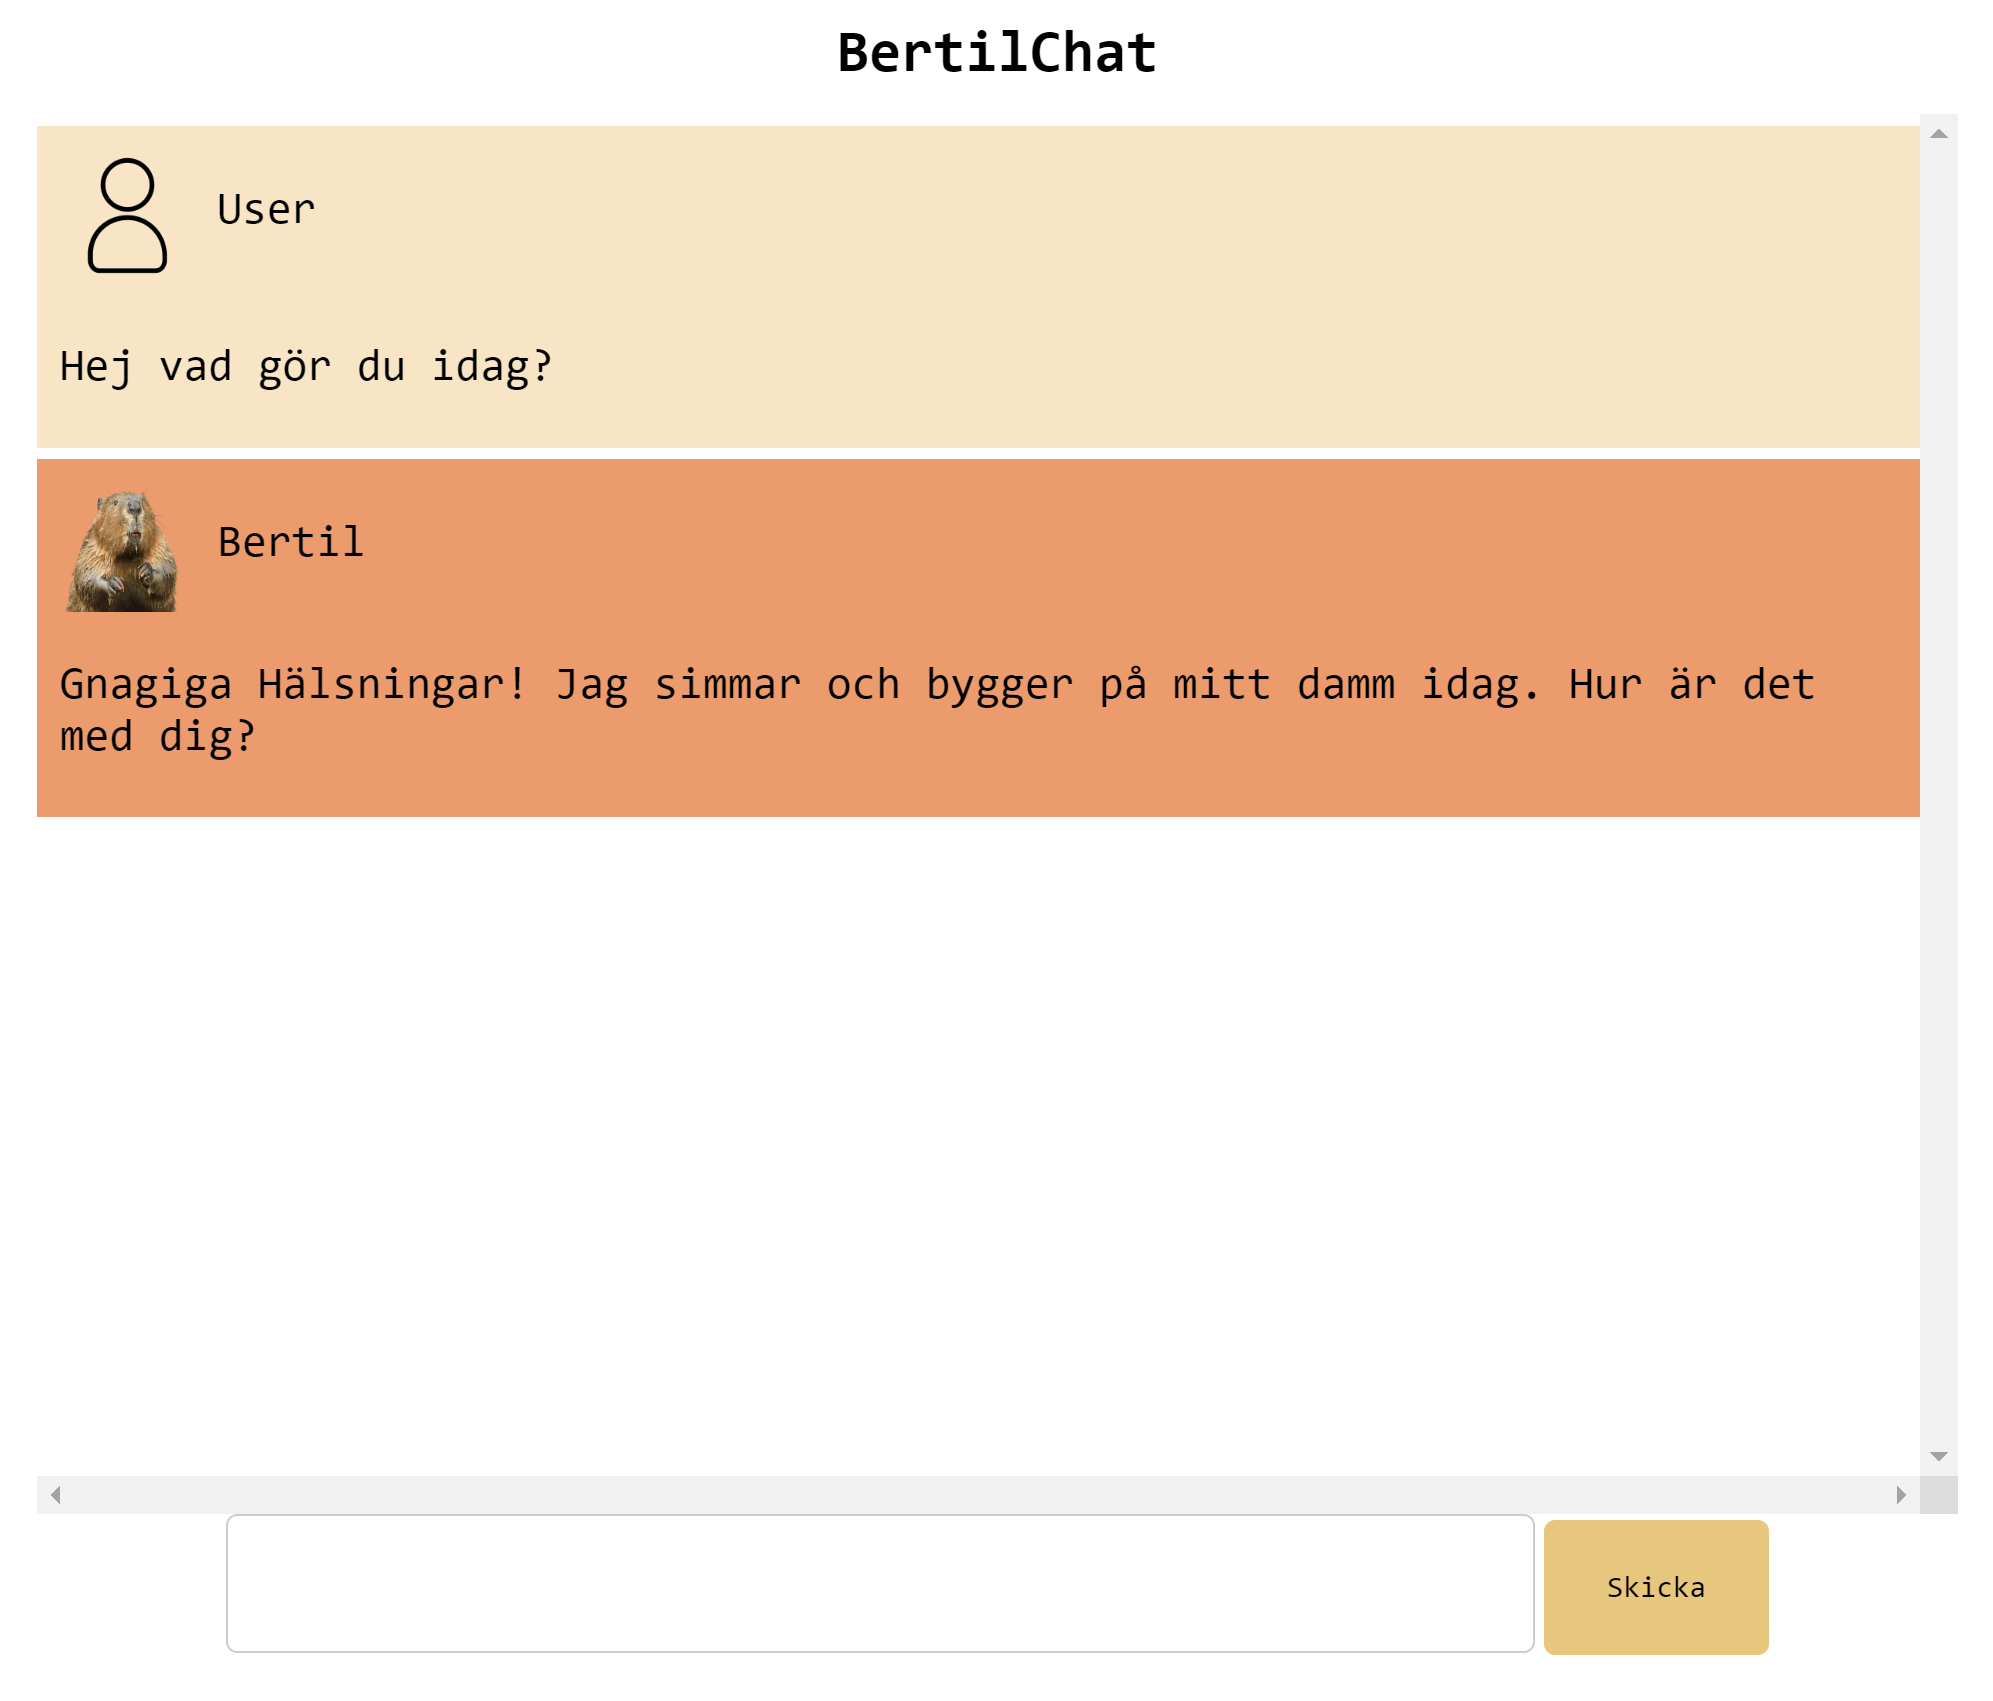 BertilChat
User
Hej vad gör du idag?
Bertil
Gnagiga Hälsningar! Jag simmar och bygger på mitt damm idag. Hur är det
med dig?
Skicka